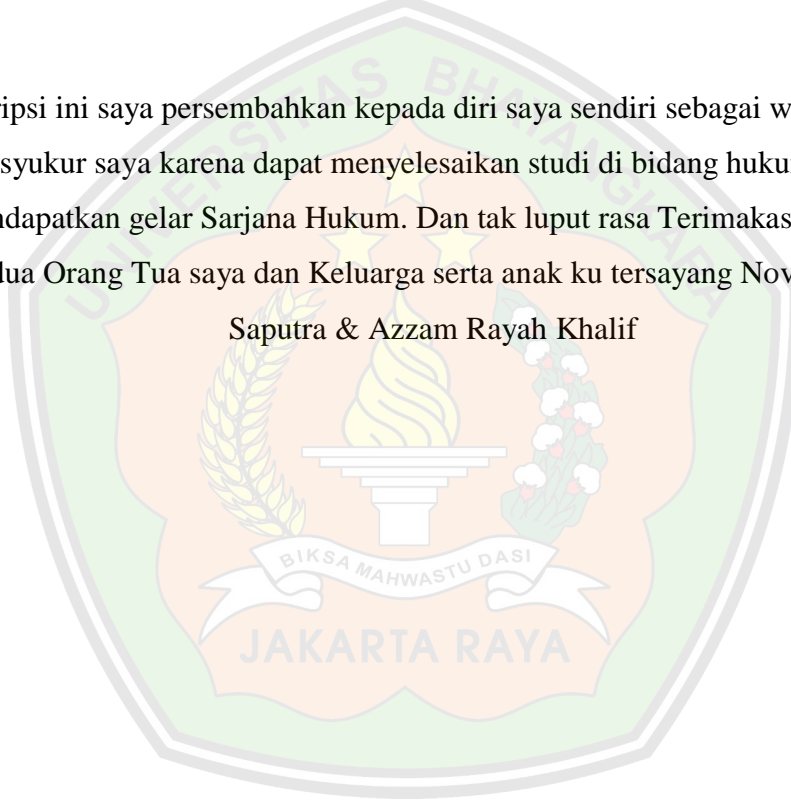 ripsi ini saya persembahkan kepada diri saya sendiri sebagai w
syukur saya karena dapat menyelesaikan studi di bidang huku
ndapatkan gelar Sarjana Hukum. Dan tak luput rasa Terimakas
dua Orang Tua saya dan Keluarga serta anak ku tersayang Nov
Saputra & Azzam Rayah Khalif
UNIVERSITAS BHAYANGKARA
BIKSA MAHWASTU DASI
JAKARTA RAYA